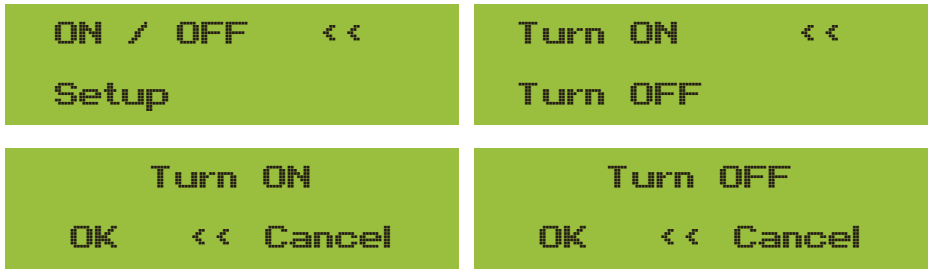 ON / OFF <<
Setup
Turn ON <<
Turn OFF
Turn ON
OK << Cancel
Turn OFF
OK << Cancel